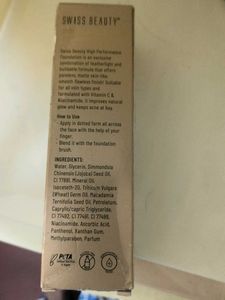 SWISS BEAUTY
Swiss Beauty High Performance
Foundation is an exclusive
combination of featherlight and
buildable formula that offers
poreless, matte skin-like
smooth flawless finish! Suitable
for all skin types and
formulated with Vitamin C &
Niacinamide, It improves natural
glow and keeps acne at bay.
How to Use
- Apply in dotted form all across
the face with the help of your
finger.
- Blend it with the foundation
brush.
INGREDIENTS:
Water, Glycerin, Simmondsia
Chinensis (Jojoba) Seed Oil,
CI 77891, Mineral Oil,
Isoceteth-20, Triticum Vulgare
(Wheat) Germ Oil, Macadamia
Ternifolia Seed Oil, Petrolatum,
Caprylic/capric Triglyceride,
CI 77492, CI 77491, CI 77499,
Niacinamide, Ascorbic Acid,
Panthenol, Xanthan Gum,
Methylparaben, Parfum
PeTA